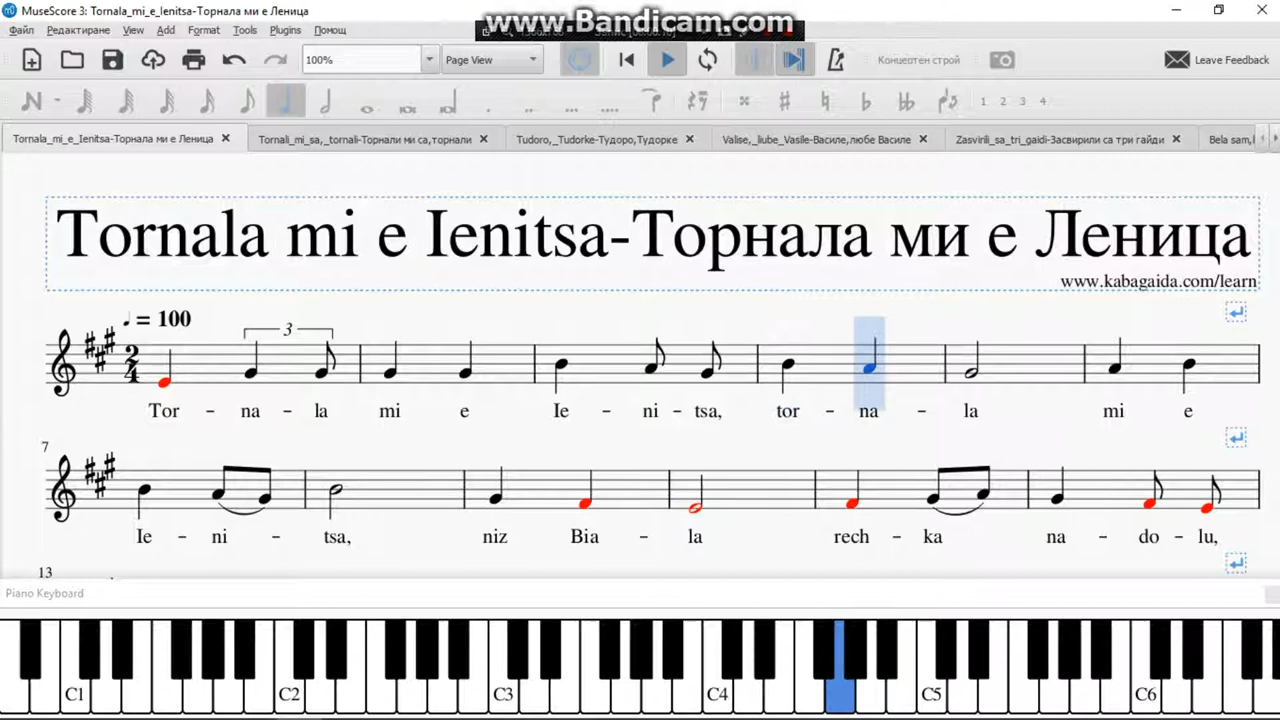 MuseScore 3: Tornala_mi_e_Ienitsa-Торнала ми е Леница
www.Bandicam.com
Файл Редактиране View Add Format Tools Plugins Помощ
100% Page View Концертен строй Leave Feedback
1 2 3 4
Tornala_mi_e_Ienitsa-Торнала ми е Леница Tornali_mi_sa,_tornali-Торнали ми са,торнали Tudoro,_Tudorke-Тудоро,Тудорке Valise,_liube_Vasile-Василе,любе Василе Zasvirili_sa_tri_gaidi-Засвирили са три гайди Bela sam,l
Tornala mi e Ienitsa-Торнала ми е Леница
www.kabagaida.com/learn
= 100
3
2
4
Tor - na - la mi e Ie - ni - tsa, tor - na - la mi e
7
Ie - ni - tsa, niz Bia - la rech - ka na - do - lu,
13
Piano Keyboard
C1 C2 C3 C4 C5 C6